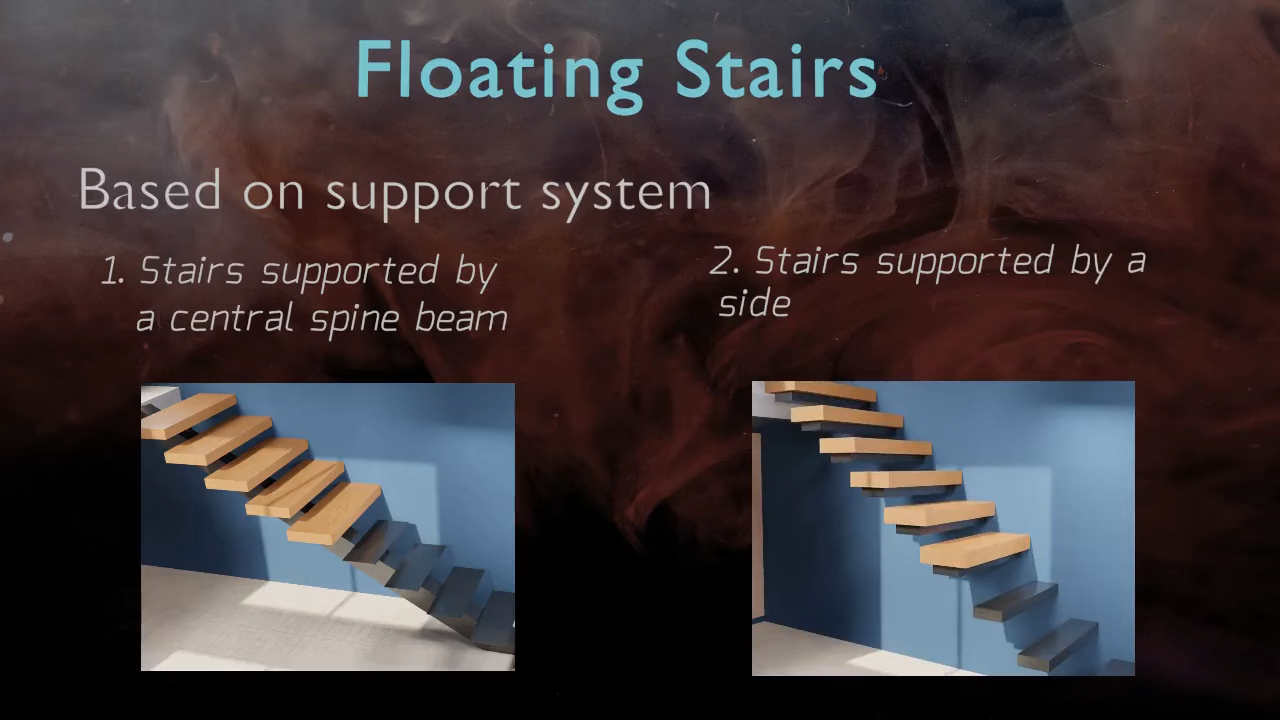 Floating Stairs
Based on support system
1. Stairs supported by
a central spine beam
2. Stairs supported by a
side